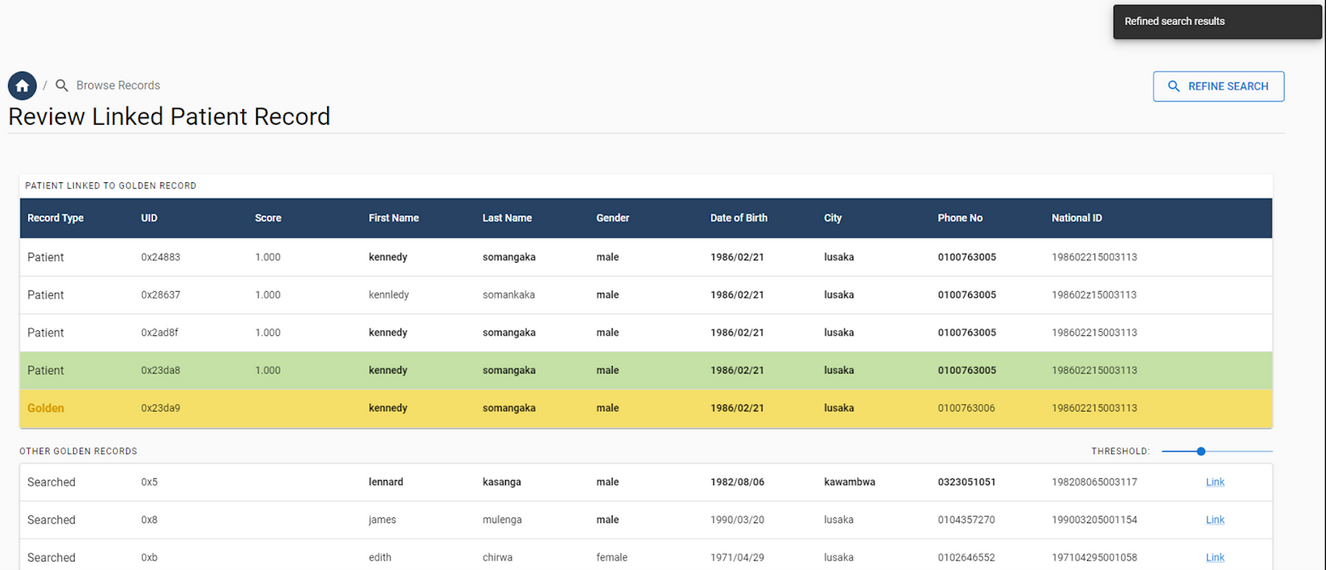 Refined search results
/ Browse Records
REFINE SEARCH
Review Linked Patient Record
PATIENT LINKED TO GOLDEN RECORD
Record Type UID Score First Name Last Name Gender Date of Birth City Phone No National ID
Patient 0x24883 1.000 kennedy somangaka male 1986/02/21 lusaka 0100763005 198602215003113
Patient 0x28637 1.000 kennledy somankaka male 1986/02/21 lusaka 0100763005 198602z15003113
Patient 0x2ad8f 1.000 kennedy somangaka male 1986/02/21 lusaka 0100763005 198602215003113
Patient 0x23da8 1.000 kennedy somangaka male 1986/02/21 lusaka 0100763005 198602215003113
Golden 0x23da9 kennedy somangaka male 1986/02/21 lusaka 0100763006 198602215003113
OTHER GOLDEN RECORDS THRESHOLD:
Searched 0x5 lennard kasanga male 1982/08/06 kawambwa 0323051051 198208065003117 Link
Searched 0x8 james mulenga male 1990/03/20 lusaka 0104357270 199003205001154 Link
Searched 0xb edith chirwa female 1971/04/29 lusaka 0102646552 197104295001058 Link